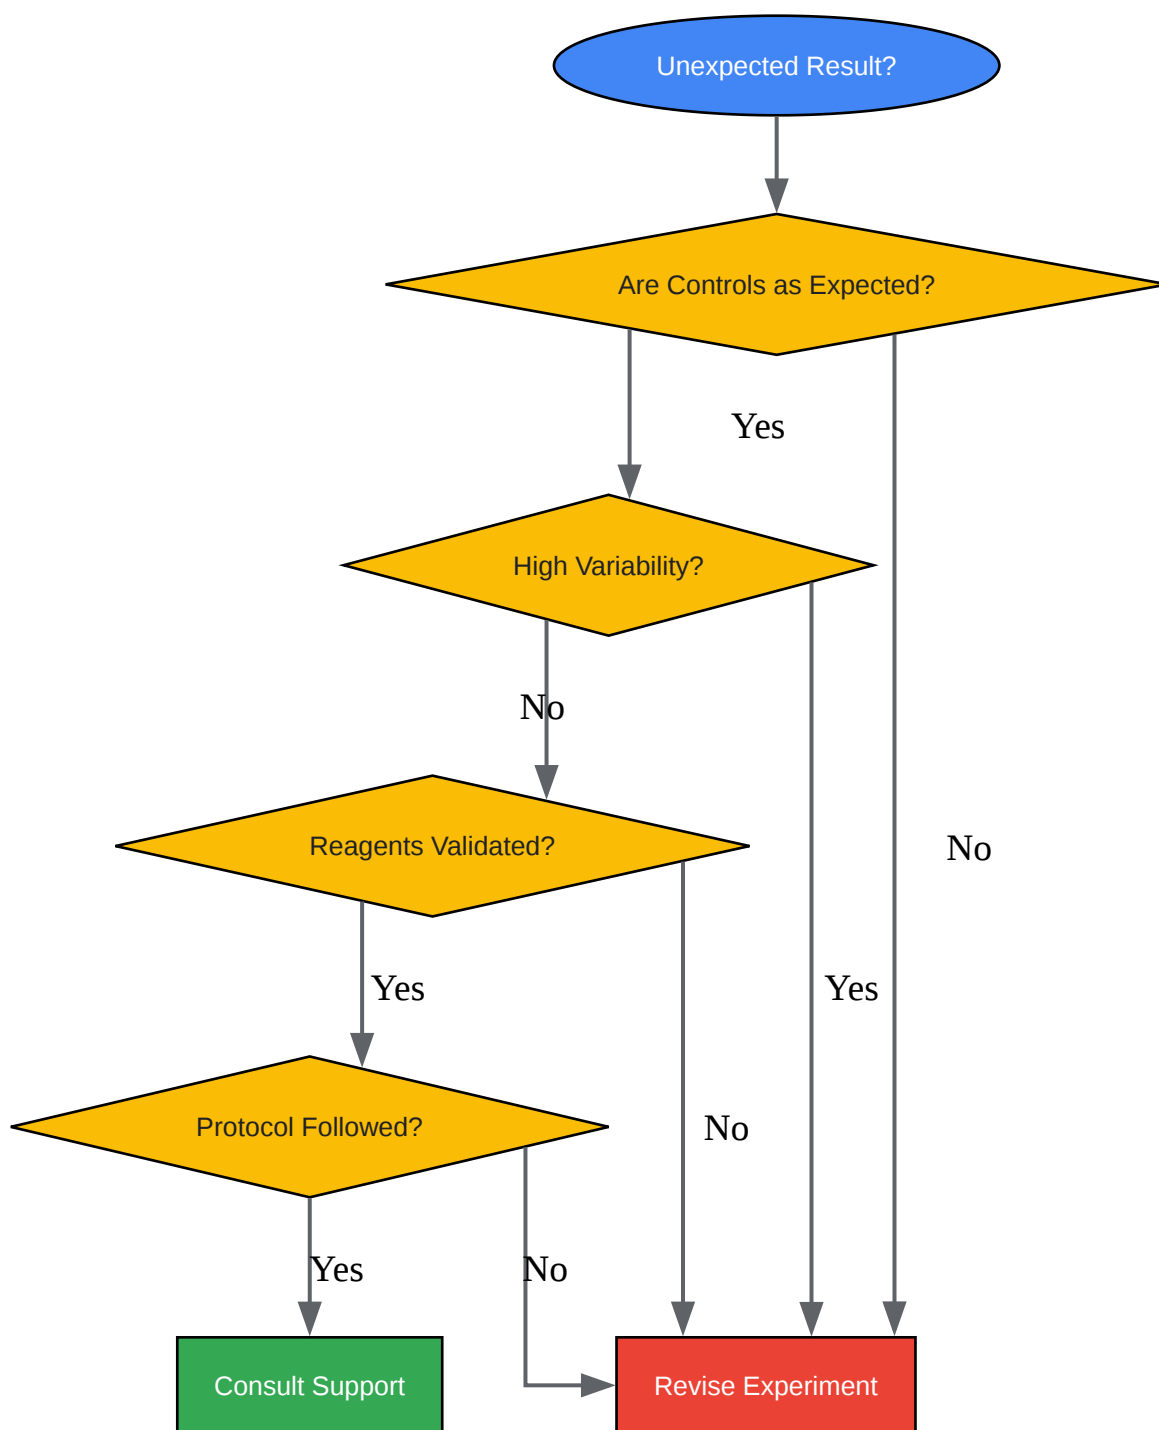 Unexpected Result?
Are Controls as Expected?
Yes
High Variability?
No
Reagents Validated?
No
Yes
Yes
Protocol Followed?
No
Yes
No
Consult Support
Revise Experiment